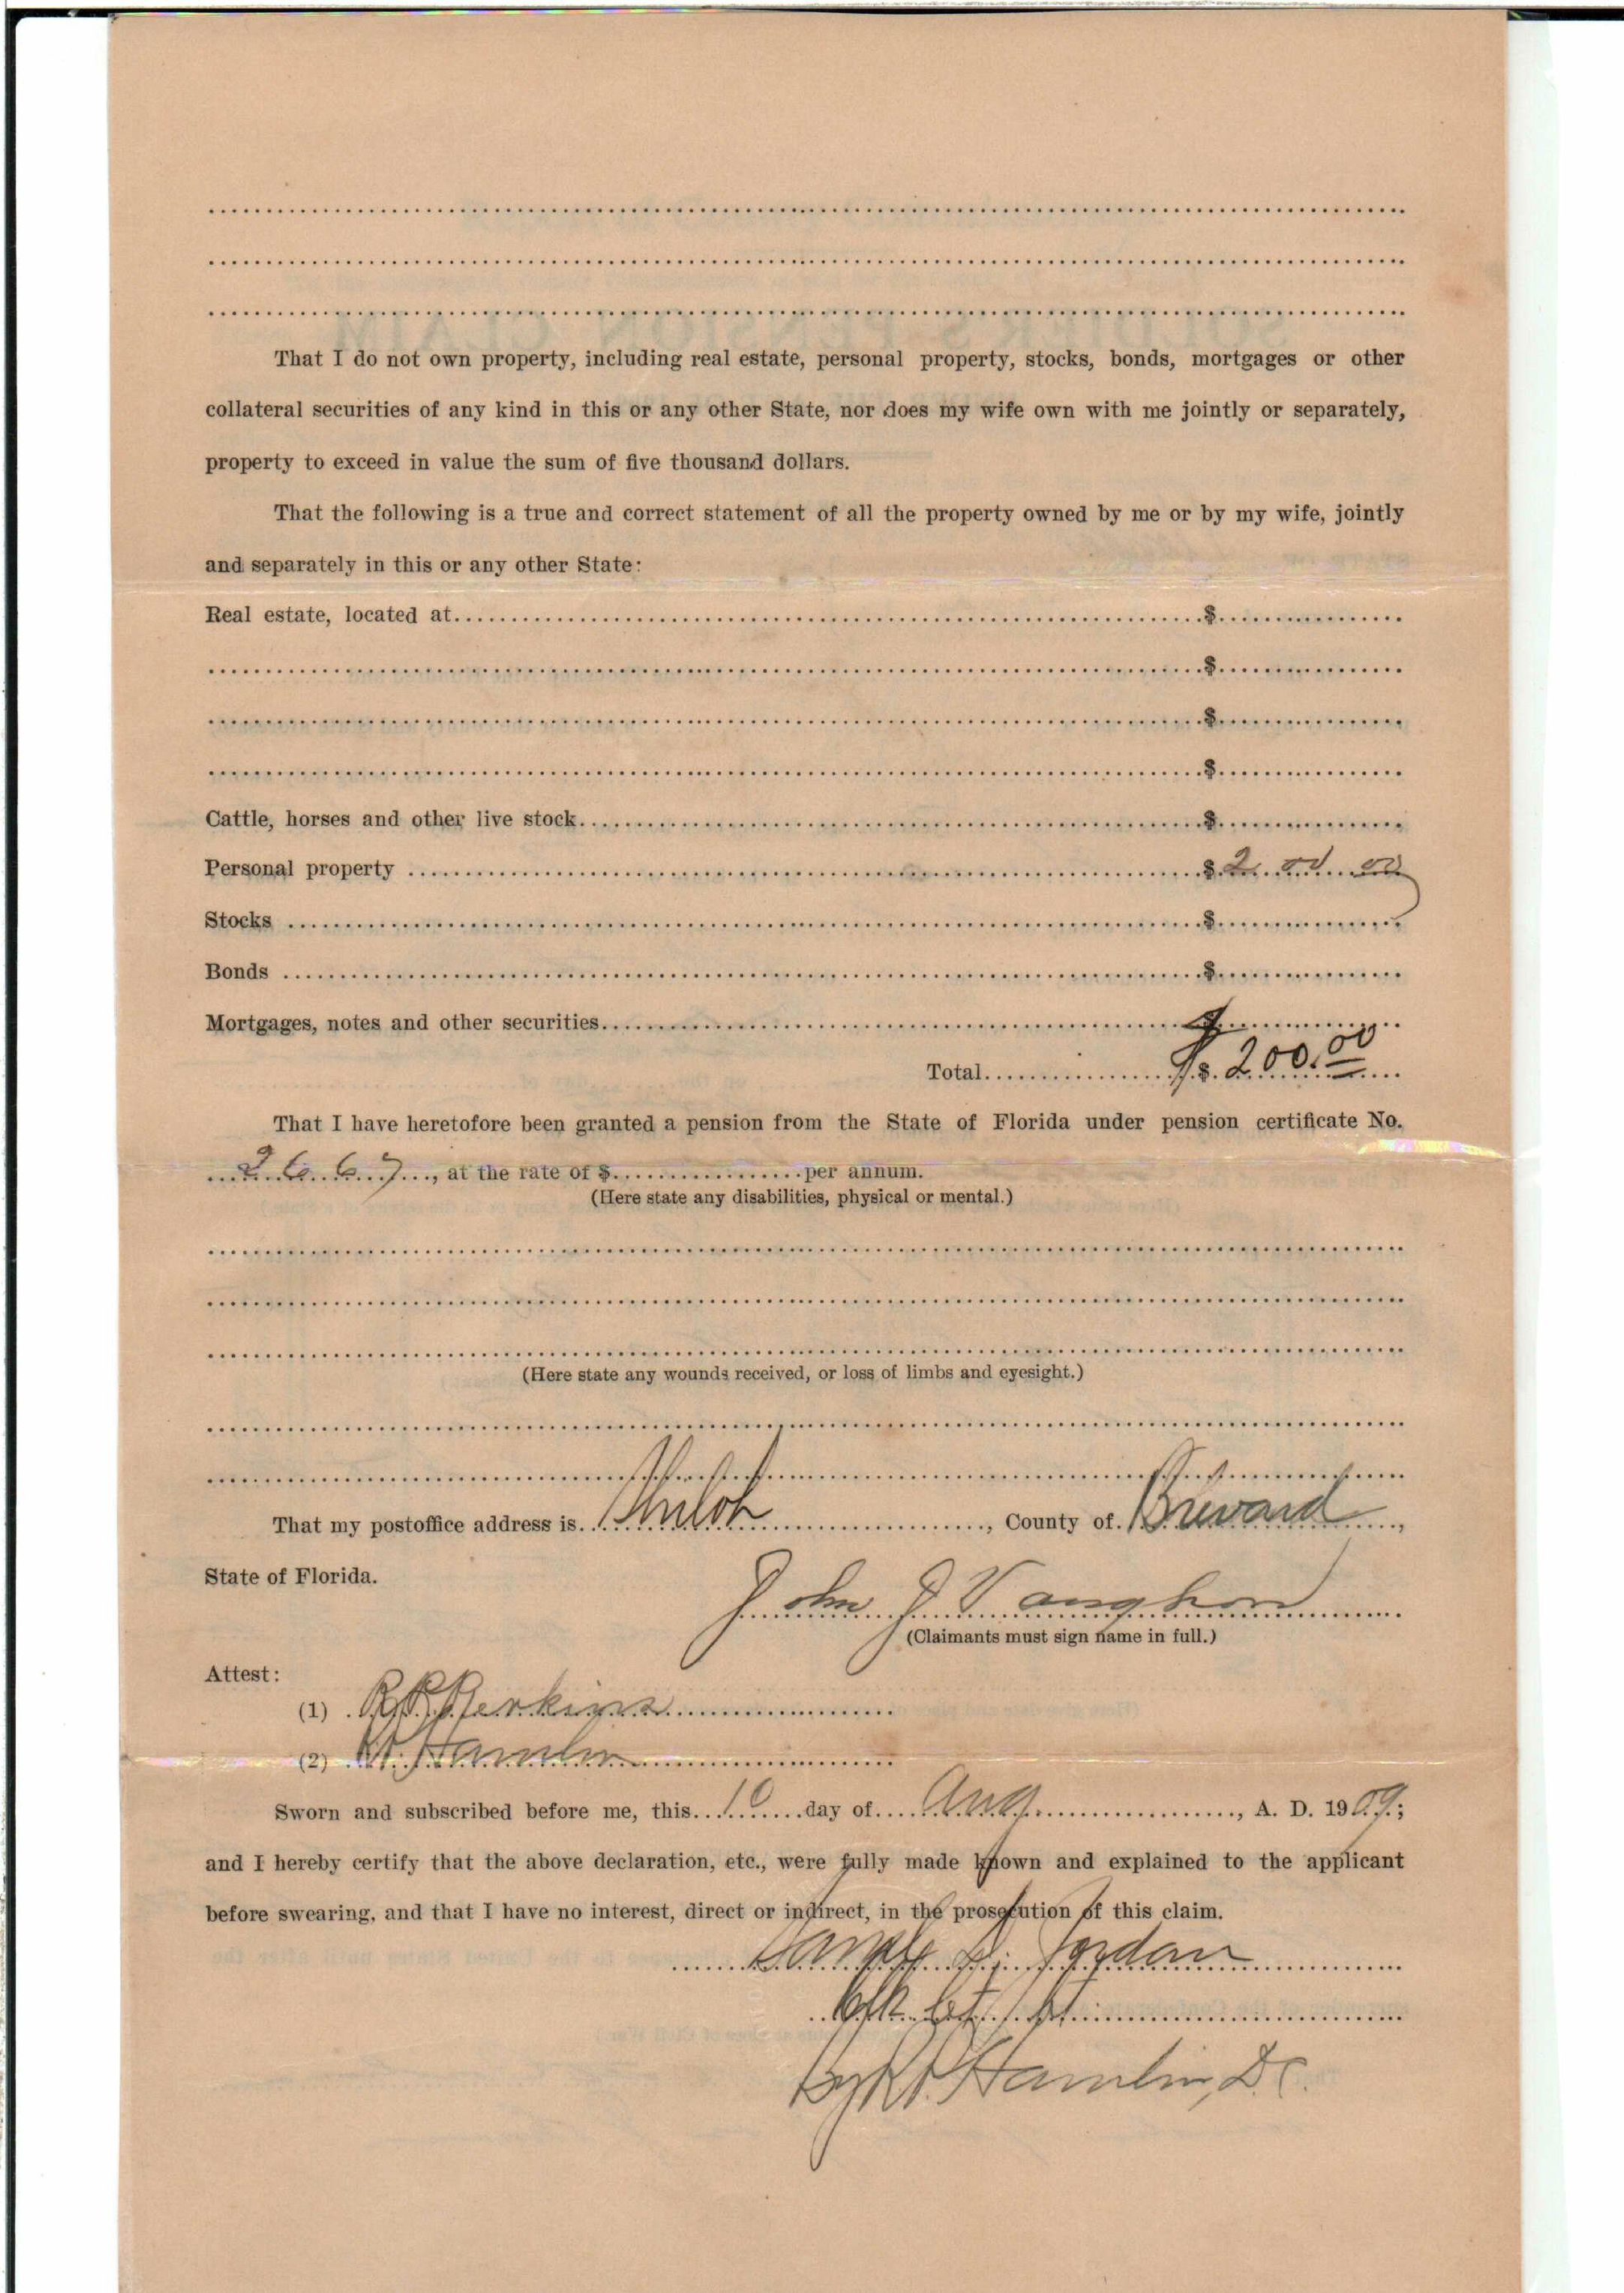 That I do not own property, including real estate, personal property, stocks, bonds, mortgages or other
collateral securities of any kind in this or any other State, nor does my wife own with me jointly or separately,
property to exceed in value the sum of five thousand dollars.
That the following is a true and correct statement of all the property owned by me or by my wife, jointly
and separately in this or any other State:
Real estate, located at $
$
$
$
Cattle, horses and other live stock $
Personal property $ 200 00
Stocks $
Bonds $
Mortgages, notes and other securities $
Total $ 200.00
That I have heretofore been granted a pension from the State of Florida under pension certificate No.
2667, at the rate of $ per annum.
(Here state any disabilities, physical or mental.)
(Here state any wounds received, or loss of limbs and eyesight.)
That my postoffice address is Shiloh, County of Brevard,
State of Florida.
John J Vaughon
(Claimants must sign name in full.)
Attest:
(1) Perkins
(2) Hamlin
Sworn and subscribed before me, this 10 day of Aug, A. D. 1909;
and I hereby certify that the above declaration, etc., were fully made known and explained to the applicant
before swearing, and that I have no interest, direct or indirect, in the prosecution of this claim.
Jordan
Clk
By Hamlin, D.C.